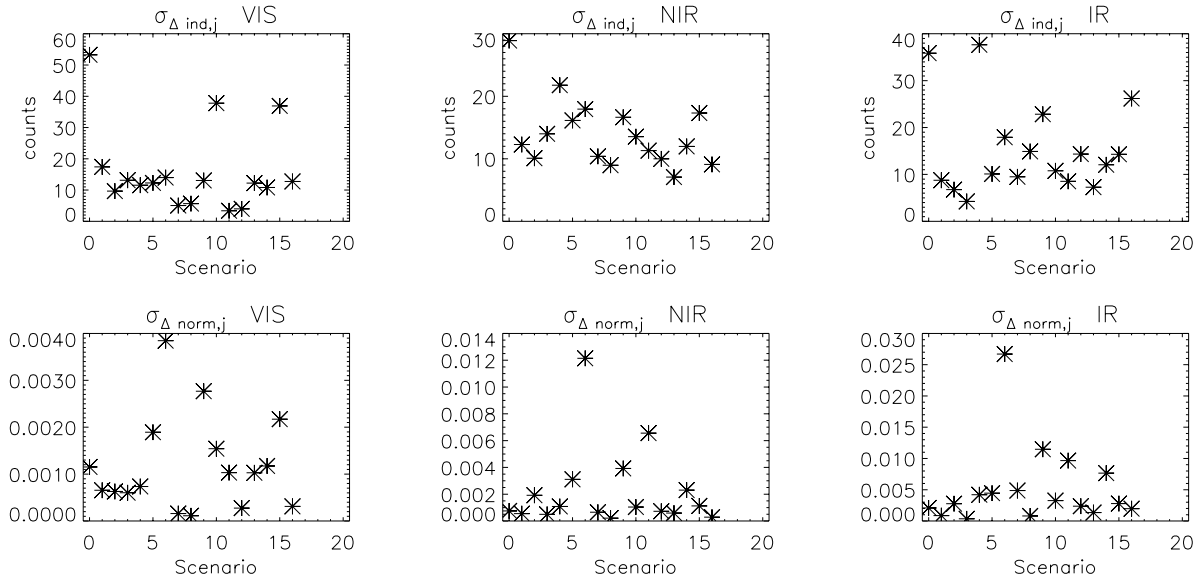 σΔ ind,j VIS
60
50
40
30
20
10
0
counts
0 5 10 15 20
Scenario
σΔ ind,j NIR
30
20
10
0
counts
0 5 10 15 20
Scenario
σΔ ind,j IR
40
30
20
10
0
counts
0 5 10 15 20
Scenario
σΔ norm,j VIS
0.0040
0.0030
0.0020
0.0010
0.0000
0 5 10 15 20
Scenario
σΔ norm,j NIR
0.014
0.012
0.010
0.008
0.006
0.004
0.002
0.000
0 5 10 15 20
Scenario
σΔ norm,j IR
0.030
0.025
0.020
0.015
0.010
0.005
0.000
0 5 10 15 20
Scenario